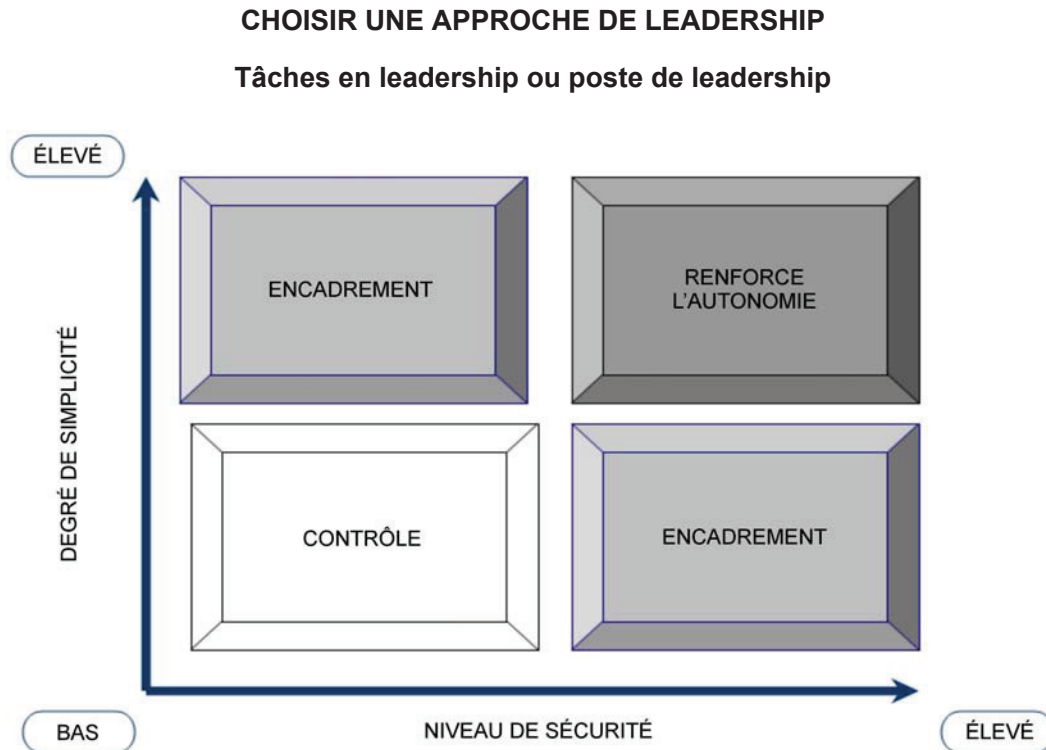 CHOISIR UNE APPROCHE DE LEADERSHIP
Tâches en leadership ou poste de leadership
ÉLEVÉ
DEGRÉ DE SIMPLICITÉ
ENCADREMENT
RENFORCE
L'AUTONOMIE
CONTRÔLE
ENCADREMENT
BAS
NIVEAU DE SÉCURITÉ
ÉLEVÉ